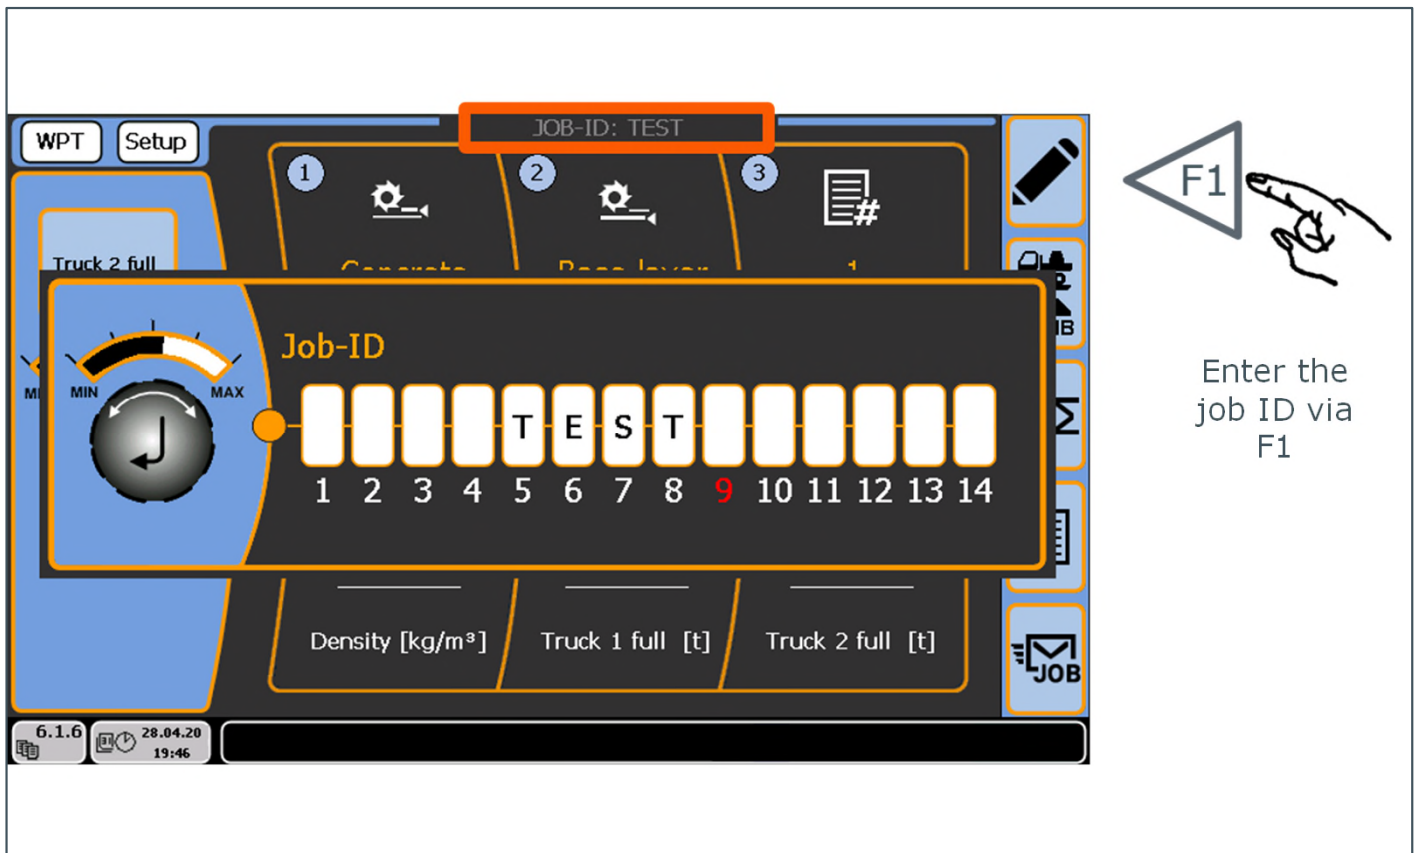 JOB-ID: TEST
WPT Setup
1 2 3
F1
Truck 2 full
1
Job-ID
MIN MAX
T E S T
1 2 3 4 5 6 7 8 9 10 11 12 13 14
Enter the
job ID via
F1
Density [kg/m³] Truck 1 full [t] Truck 2 full [t]
JOB
6.1.6 28.04.20
19:46